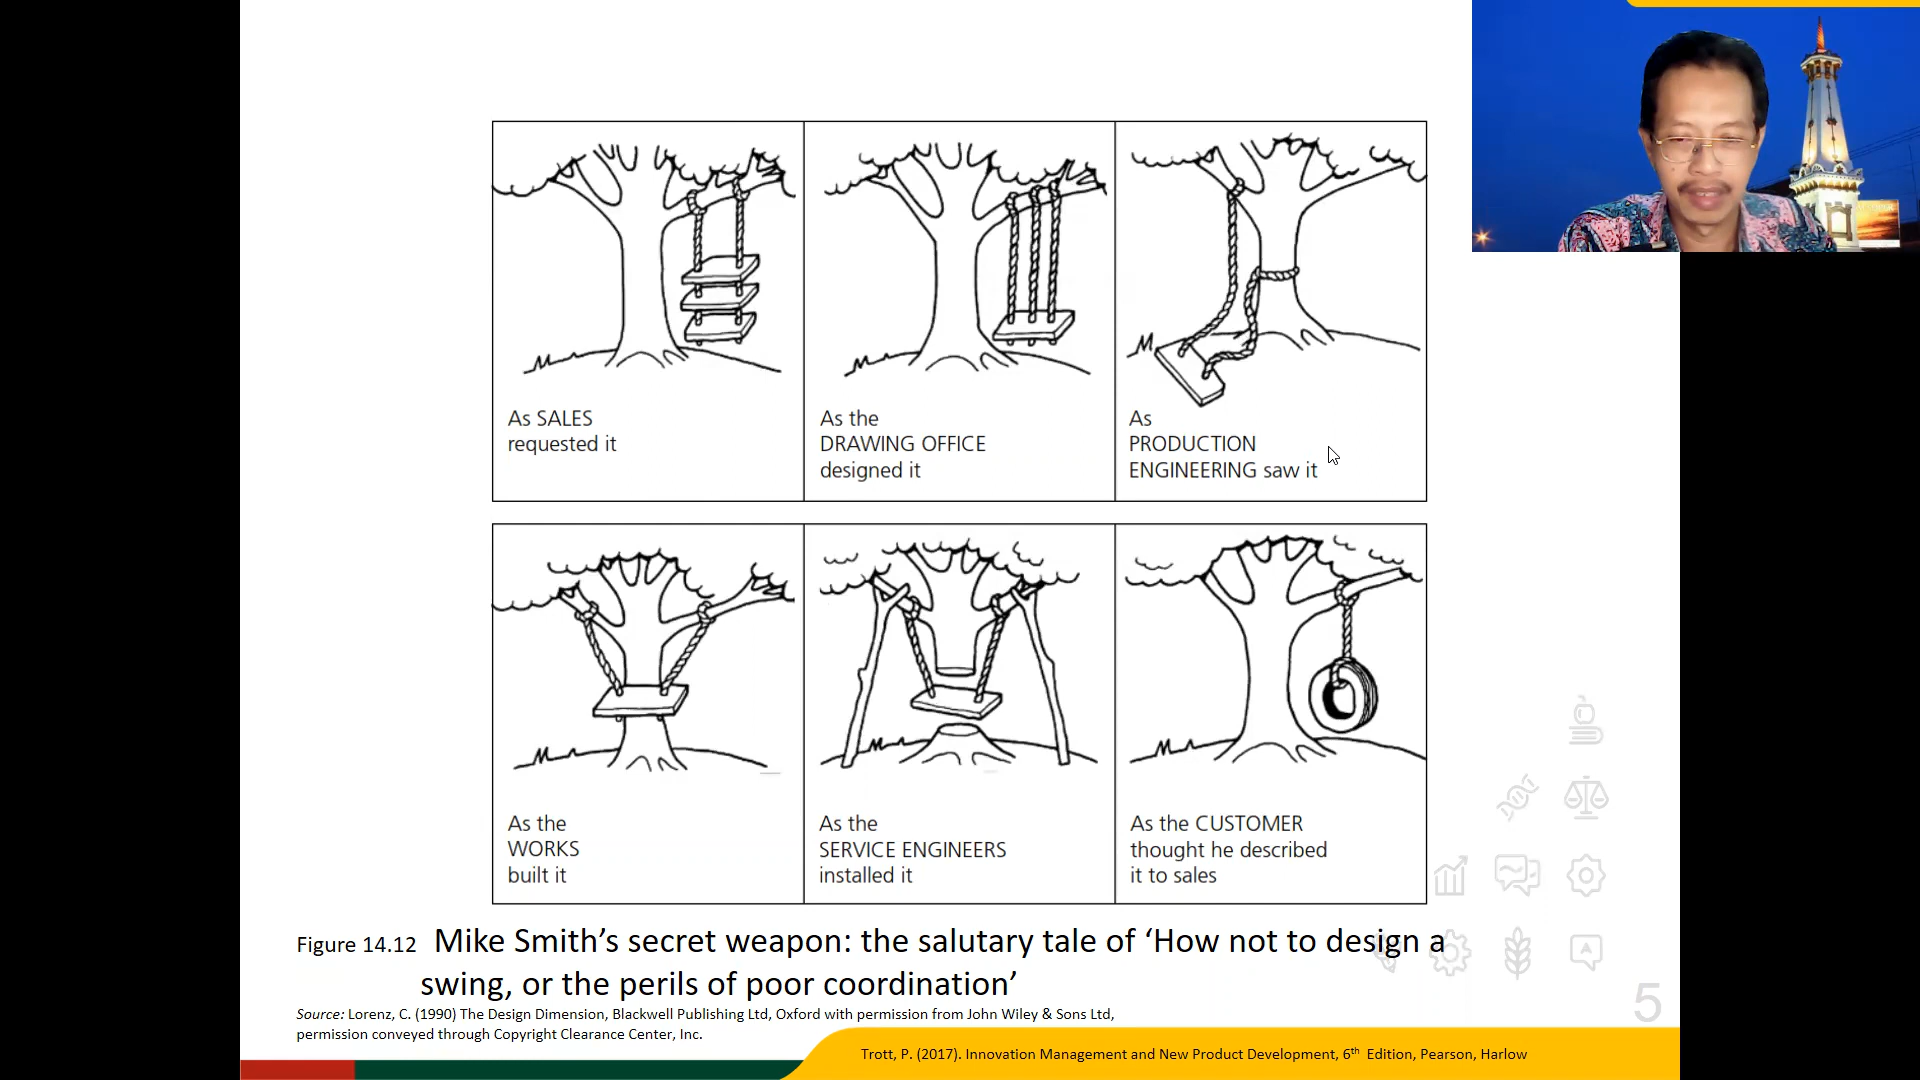 As SALES
requested it
As the
DRAWING OFFICE
designed it
As
PRODUCTION
ENGINEERING saw it
As the
WORKS
built it
As the
SERVICE ENGINEERS
installed it
As the CUSTOMER
thought he described
it to sales
Figure 14.12 Mike Smith’s secret weapon: the salutary tale of ‘How not to design a
swing, or the perils of poor coordination’
Source: Lorenz, C. (1990) The Design Dimension, Blackwell Publishing Ltd, Oxford with permission from John Wiley & Sons Ltd,
permission conveyed through Copyright Clearance Center, Inc.
A
5
Trott, P. (2017). Innovation Management and New Product Development, 6th Edition, Pearson, Harlow